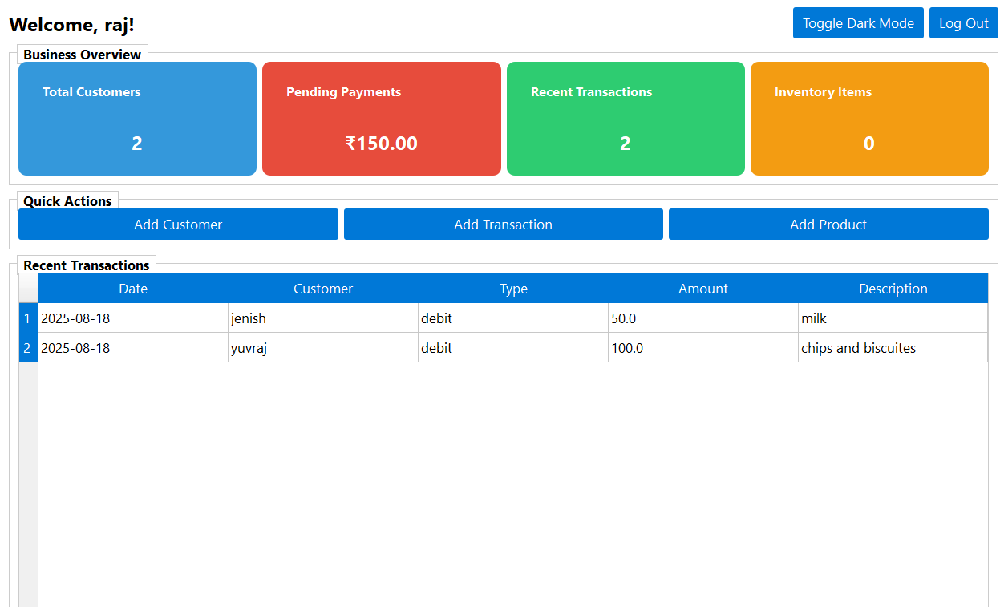 Welcome, raj!
Toggle Dark Mode
Log Out
Business Overview
Total Customers
Pending Payments
Recent Transactions
Inventory Items
2
₹150.00
2
0
Quick Actions
Add Customer
Add Transaction
Add Product
Recent Transactions
Date Customer Type Amount Description
1 2025-08-18 jenish debit 50.0 milk
2 2025-08-18 yuvraj debit 100.0 chips and biscuites